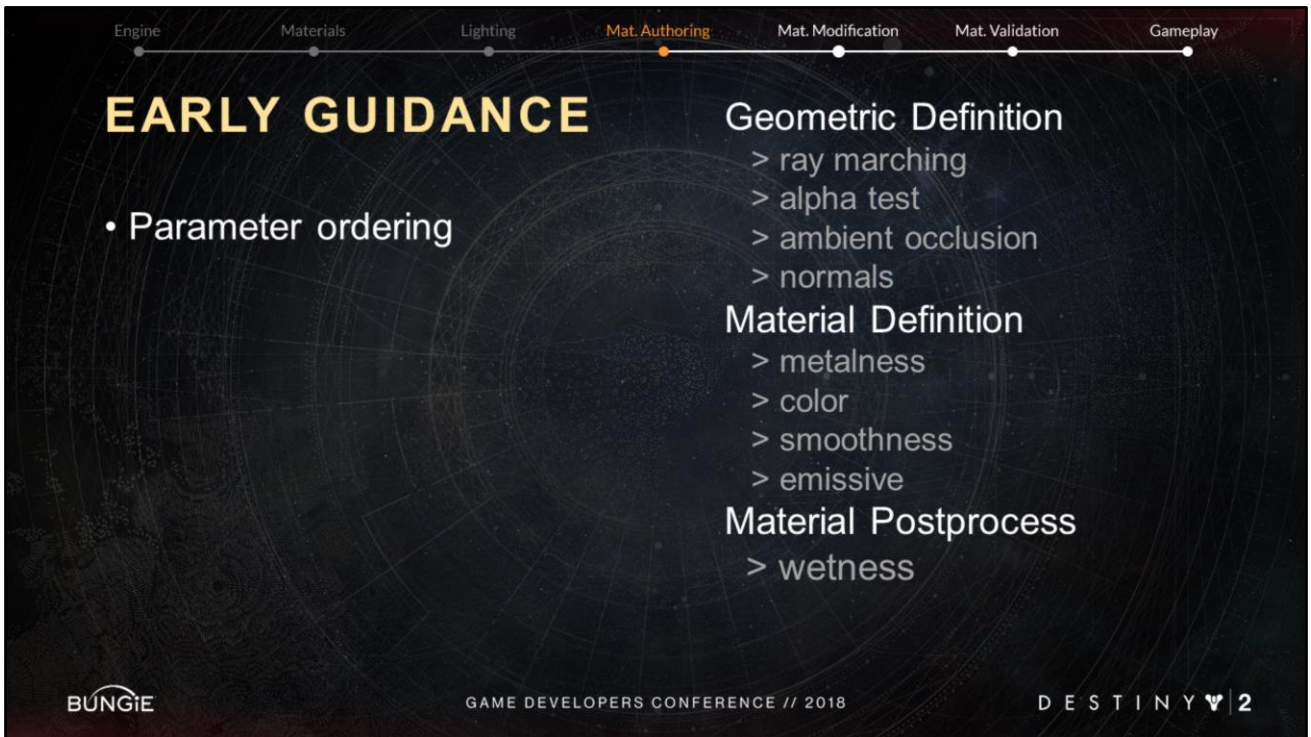 Engine Materials Lighting Mat. Authoring Mat. Modification Mat. Validation Gameplay
EARLY GUIDANCE
• Parameter ordering
Geometric Definition
> ray marching
> alpha test
> ambient occlusion
> normals
Material Definition
> metalness
> color
> smoothness
> emissive
Material Postprocess
> wetness
BUNGiE
GAME DEVELOPERS CONFERENCE // 2018
DESTINY 2